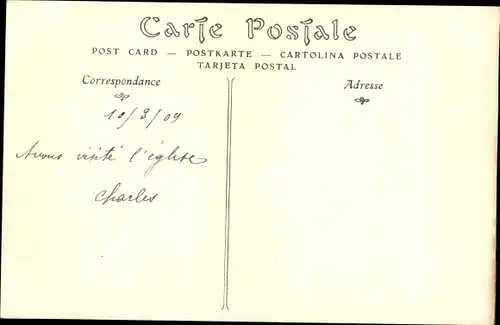 Carte Postale
POST CARD — POSTKARTE — CARTOLINA POSTALE
TARJETA POSTAL
Correspondance
Adresse
10/3/09
Avons visité l'église
Charles